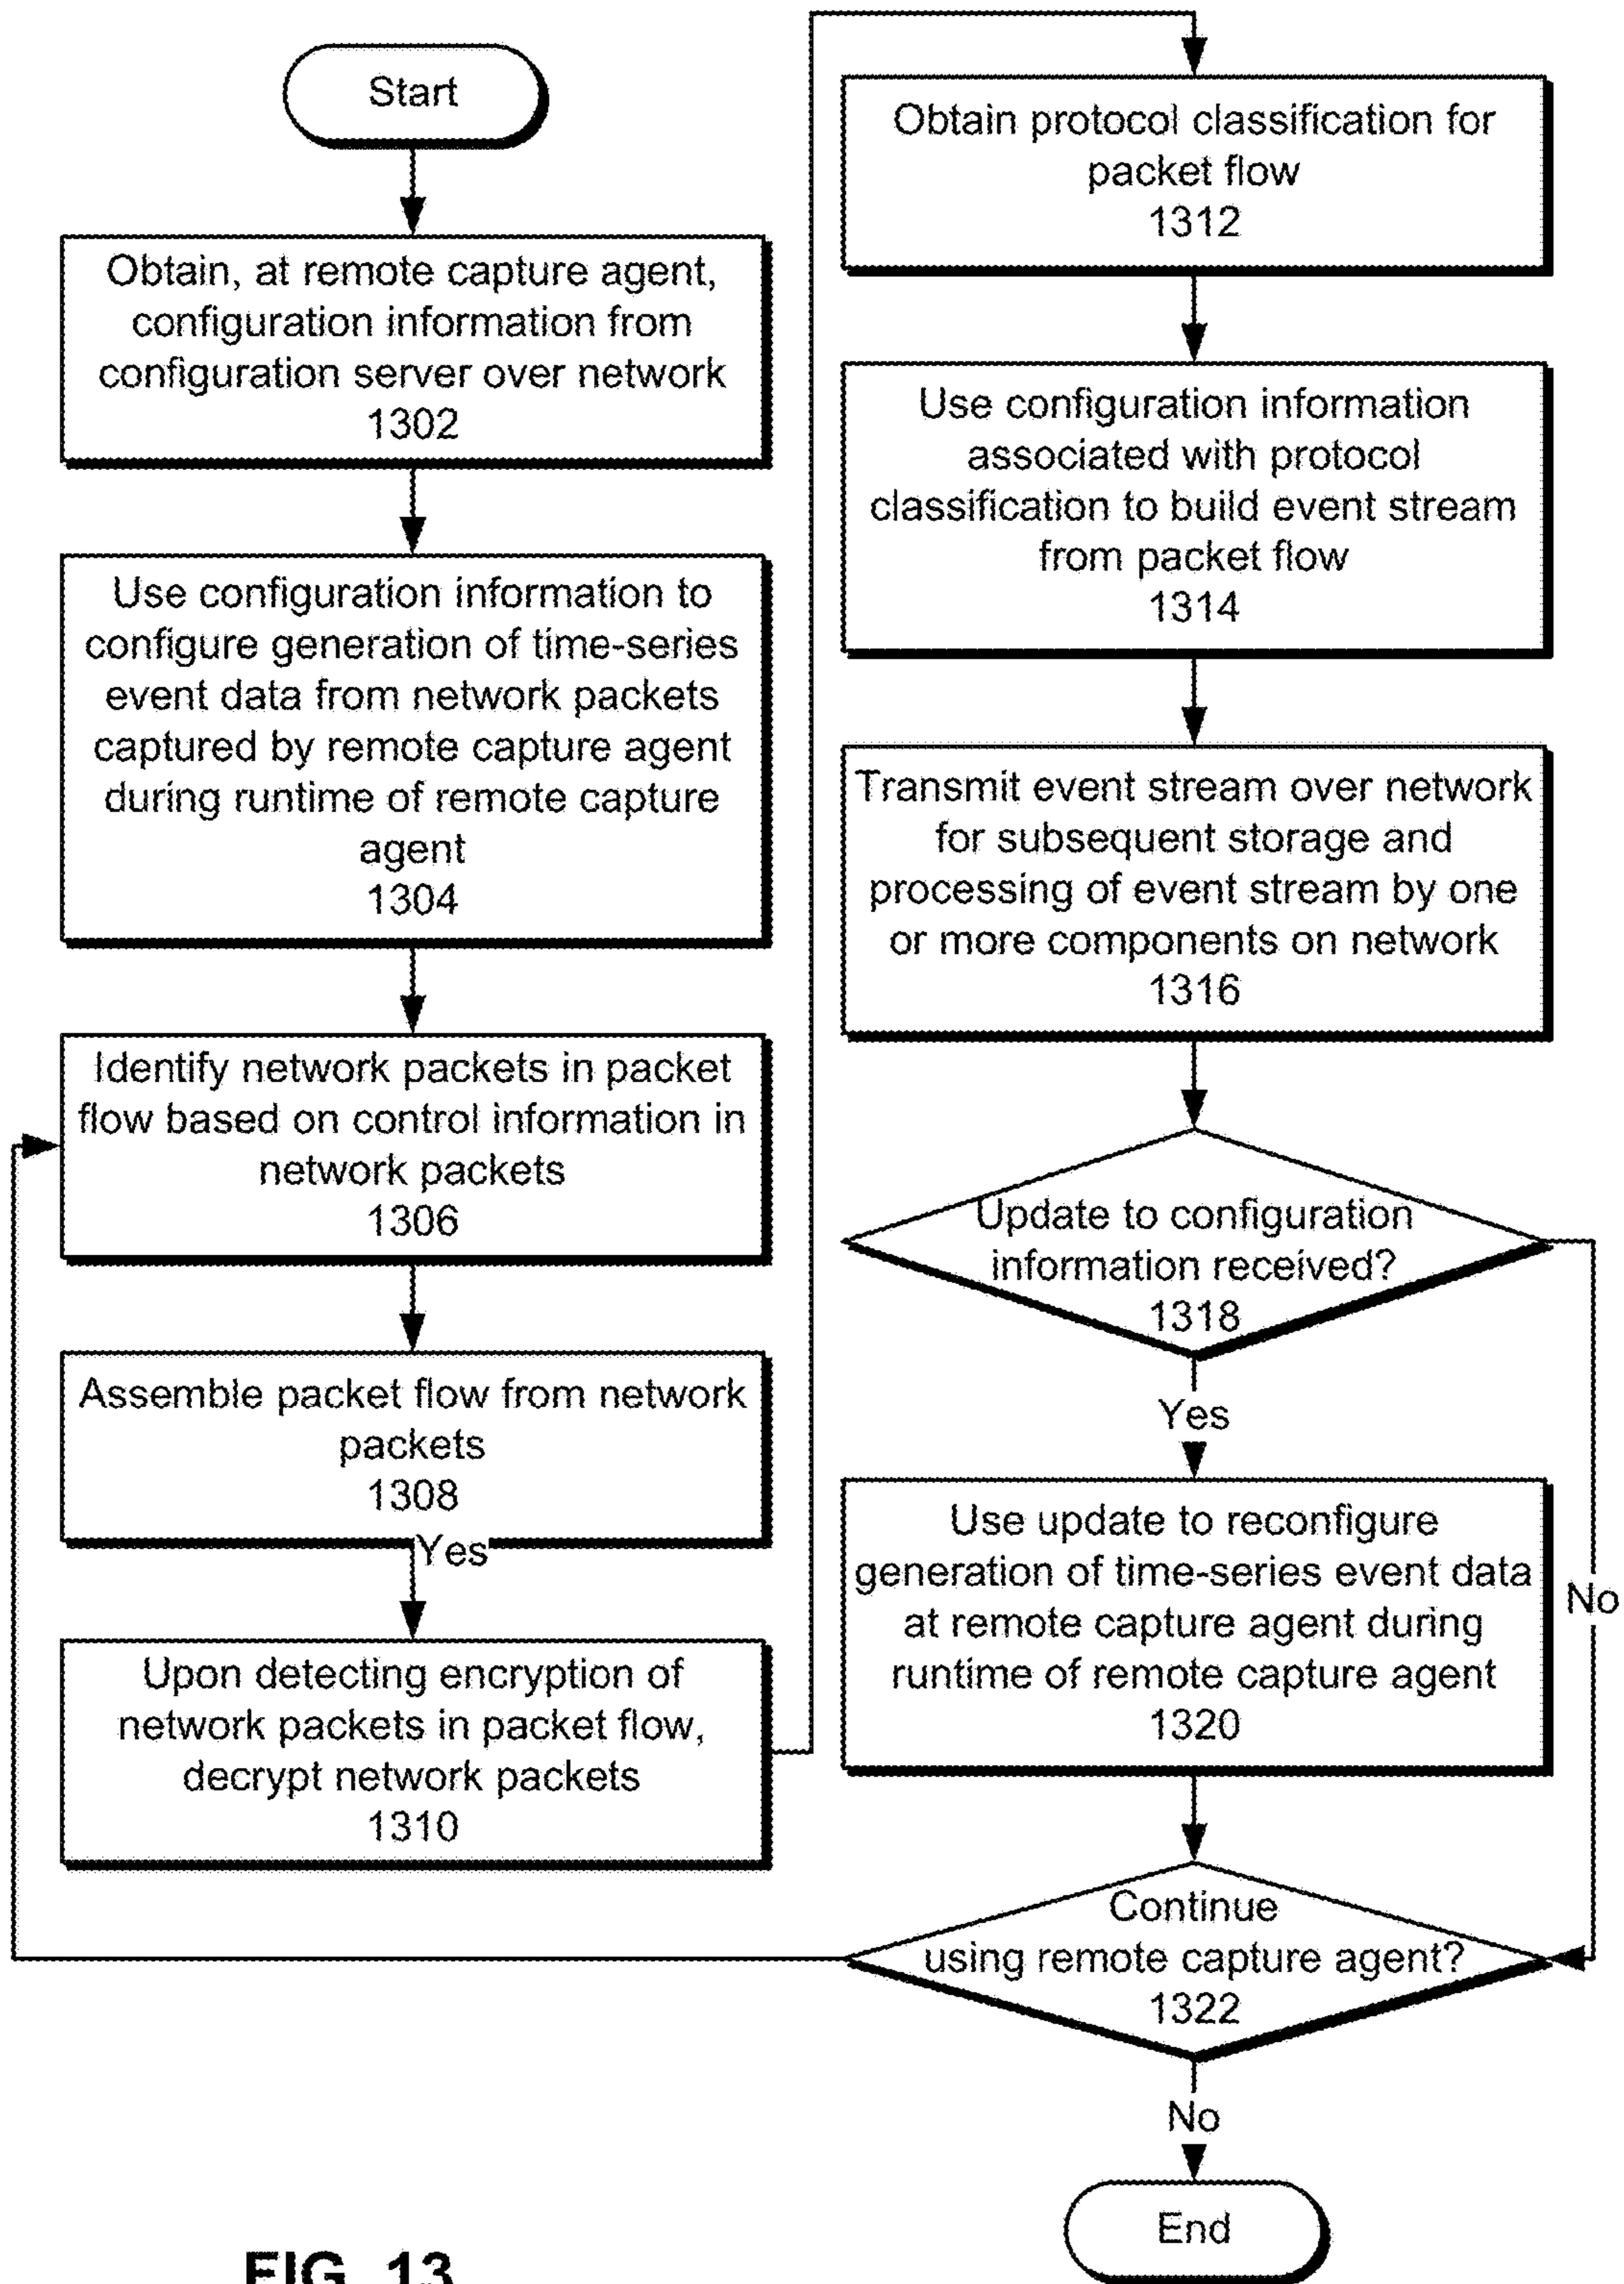 Start
Obtain, at remote capture agent,
configuration information from
configuration server over network
1302
Use configuration information to
configure generation of time-series
event data from network packets
captured by remote capture agent
during runtime of remote capture
agent
1304
Identify network packets in packet
flow based on control information in
network packets
1306
Assemble packet flow from network
packets
1308
Yes
Upon detecting encryption of
network packets in packet flow,
decrypt network packets
1310
Obtain protocol classification for
packet flow
1312
Use configuration information
associated with protocol
classification to build event stream
from packet flow
1314
Transmit event stream over network
for subsequent storage and
processing of event stream by one
or more components on network
1316
Update to configuration
information received?
1318
Yes
No
Use update to reconfigure
generation of time-series event data
at remote capture agent during
runtime of remote capture agent
1320
Continue
using remote capture agent?
1322
No
End
FIG. 13